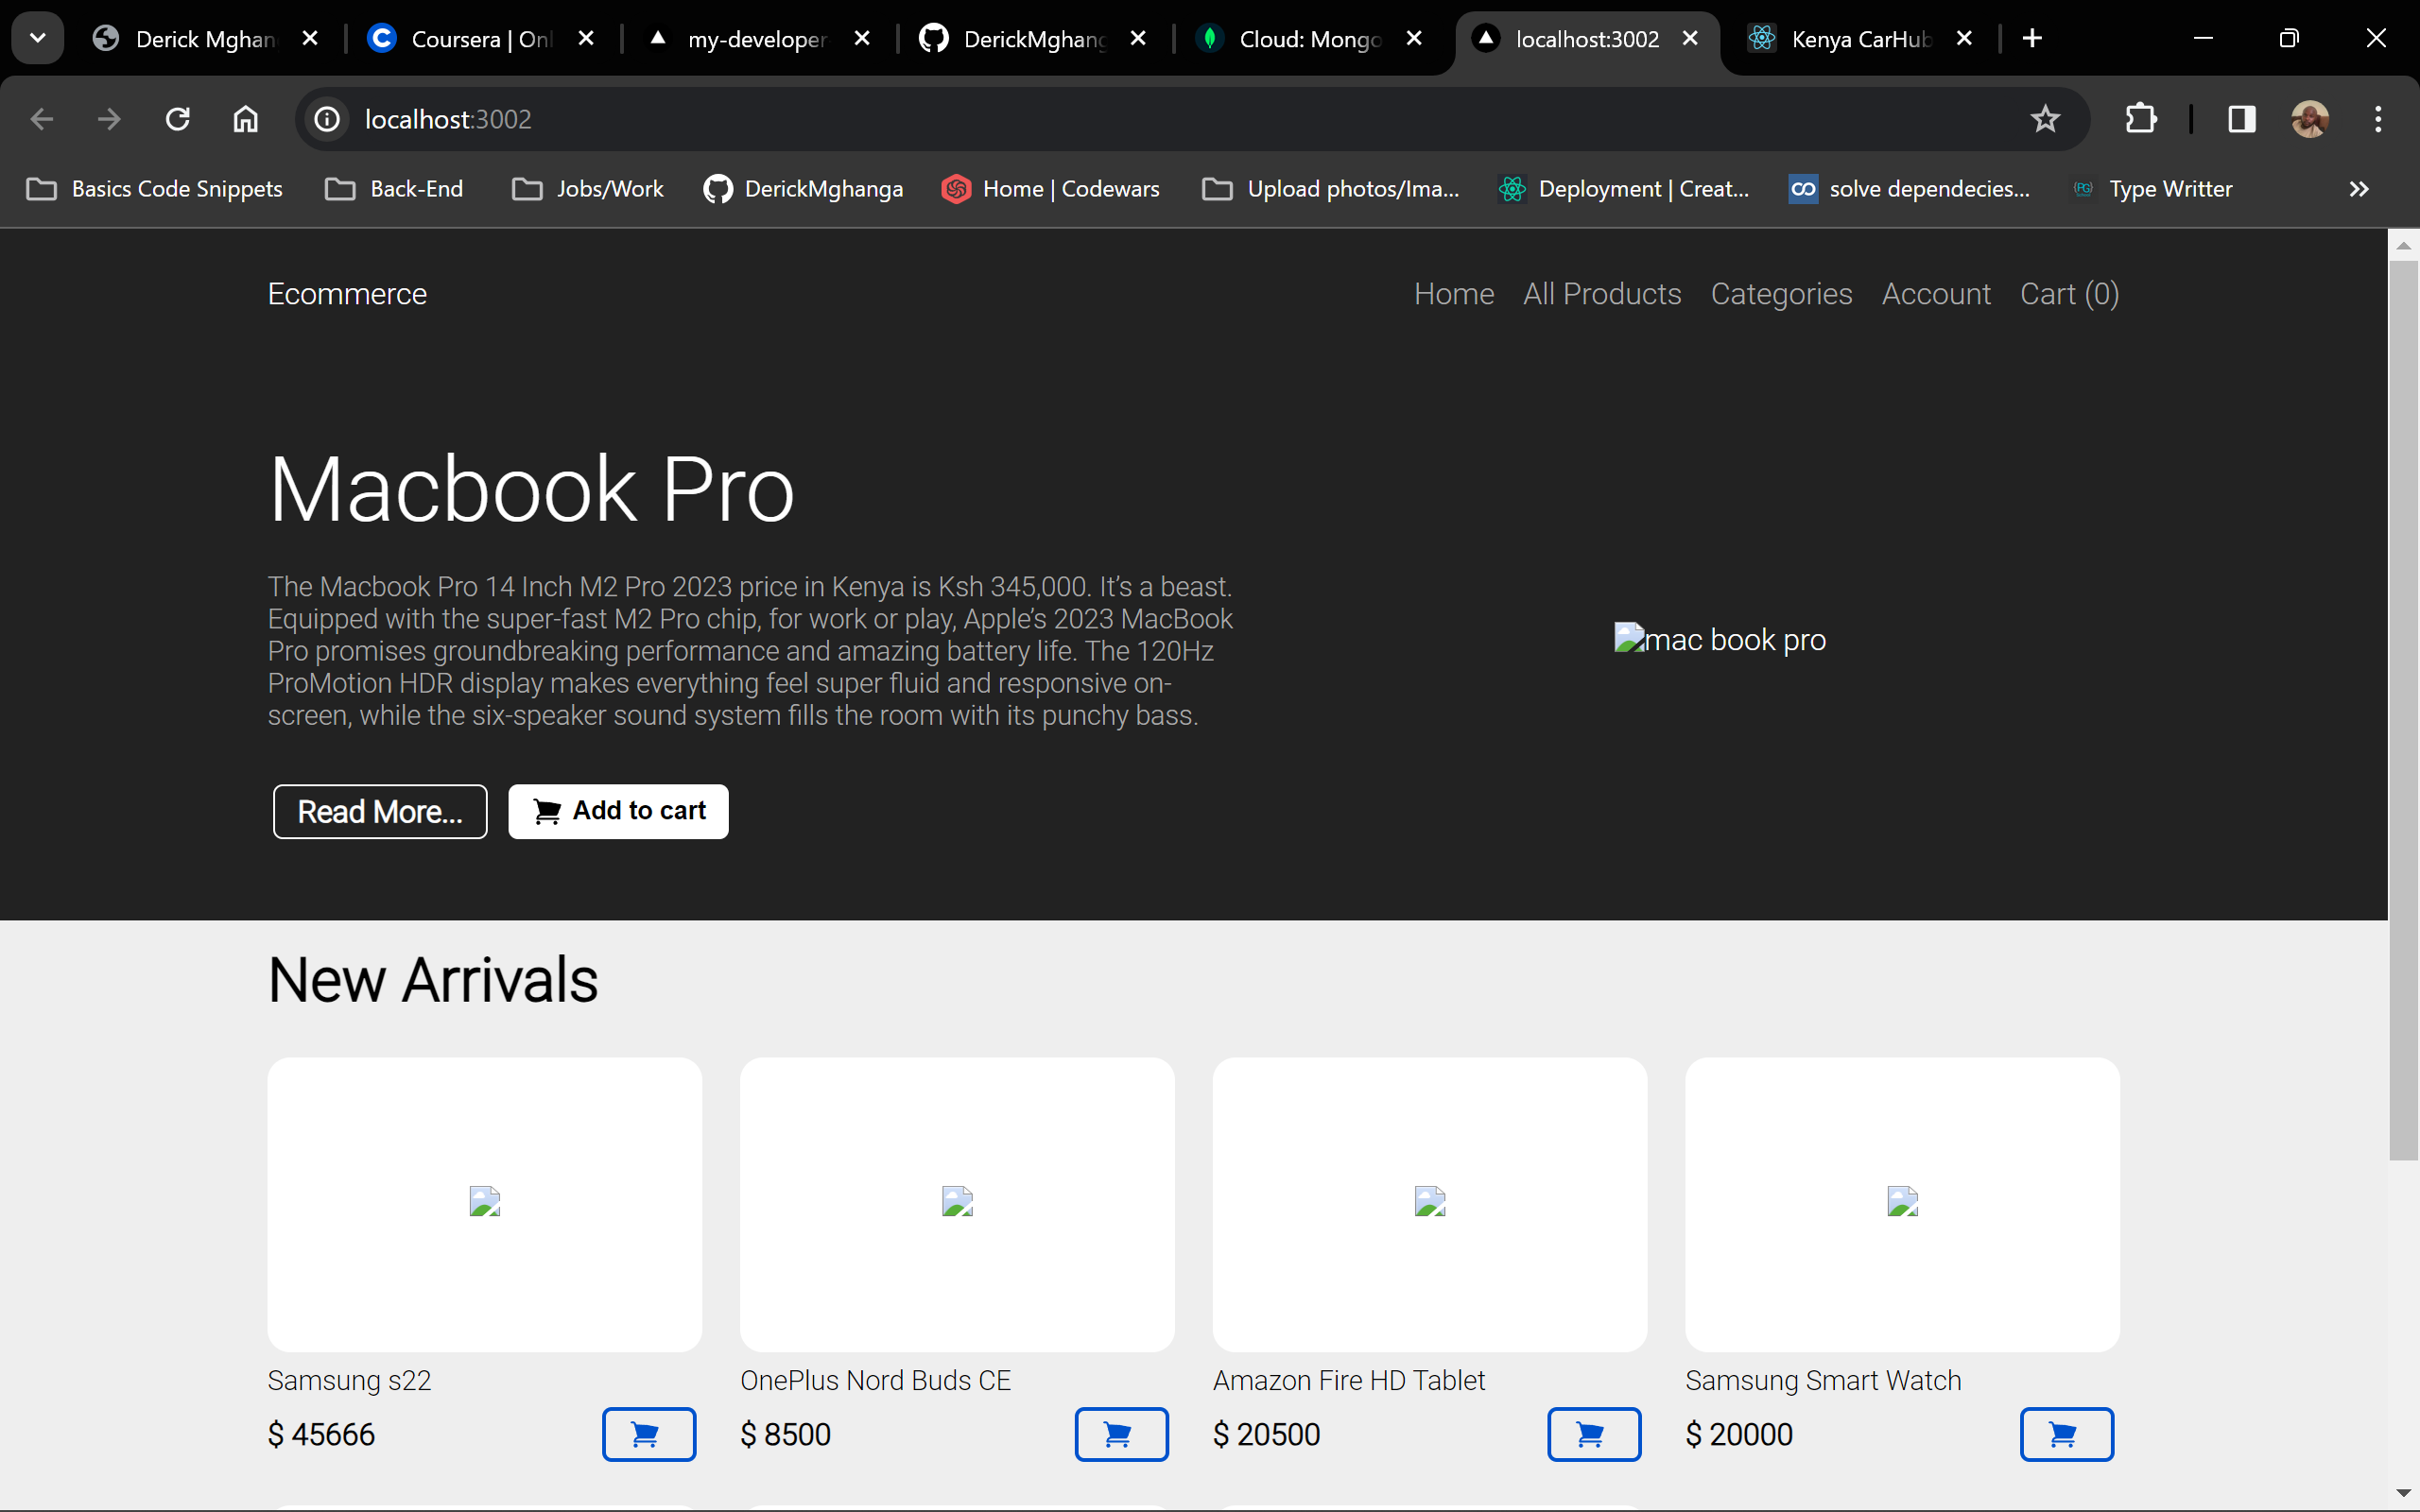 Derick Mghan
Coursera | Onl
my-developer
DerickMghang
Cloud: Mongo
localhost:3002
Kenya CarHub
localhost:3002
Basics Code Snippets
Back-End
Jobs/Work
DerickMghanga
Home | Codewars
Upload photos/Ima...
Deployment | Creat...
solve dependecies...
Type Writter
Ecommerce
Home All Products Categories Account Cart (0)
Macbook Pro
The Macbook Pro 14 Inch M2 Pro 2023 price in Kenya is Ksh 345,000. It's a beast.
Equipped with the super-fast M2 Pro chip, for work or play, Apple's 2023 MacBook
Pro promises groundbreaking performance and amazing battery life. The 120Hz
ProMotion HDR display makes everything feel super fluid and responsive on-
screen, while the six-speaker sound system fills the room with its punchy bass.
mac book pro
Read More...
Add to cart
New Arrivals
Samsung s22
$ 45666
OnePlus Nord Buds CE
$ 8500
Amazon Fire HD Tablet
$ 20500
Samsung Smart Watch
$ 20000